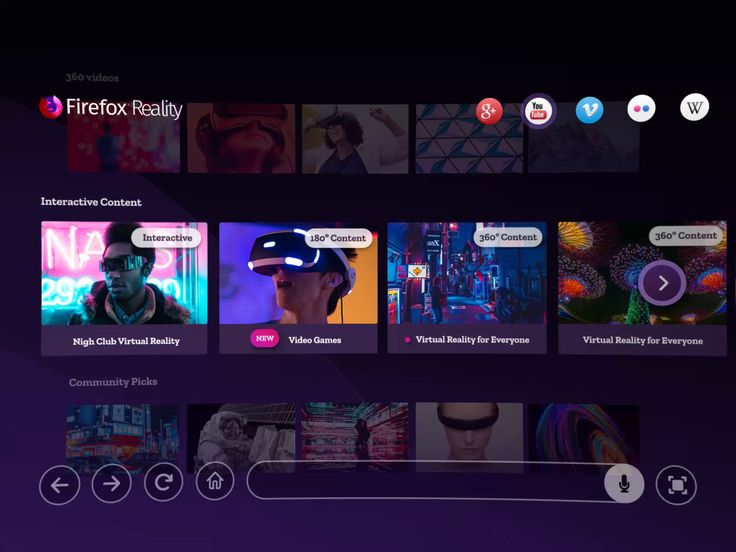 360 videos
Firefox Reality
g+
You
Tube
W
Interactive Content
Interactive
180° Content
360° Content
360° Content
Nigh Club Virtual Reality
NEW
Video Games
Virtual Reality for Everyone
Virtual Reality for Everyone
Community Picks